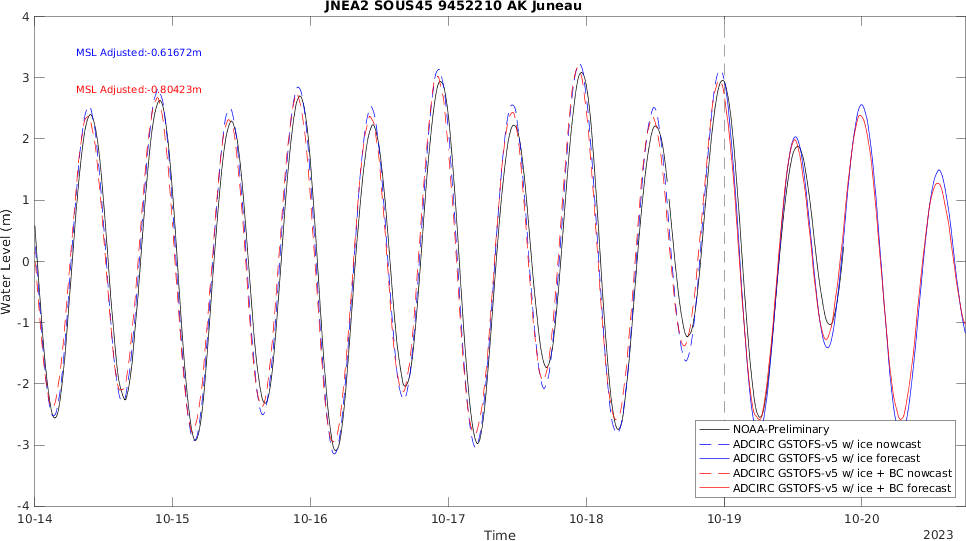 JNEA2 SOUS45 9452210 AK Juneau
MSL Adjusted:-0.61672m
MSL Adjusted:-0.80423m
Water Level (m)
4
3
2
1
0
-1
-2
-3
-4
NOAA-Preliminary
ADCIRC GSTOFS-v5 w/ ice nowcast
ADCIRC GSTOFS-v5 w/ ice forecast
ADCIRC GSTOFS-v5 w/ ice + BC nowcast
ADCIRC GSTOFS-v5 w/ ice + BC forecast
10-14 10-15 10-16 10-17 10-18 10-19 10-20
Time
2023